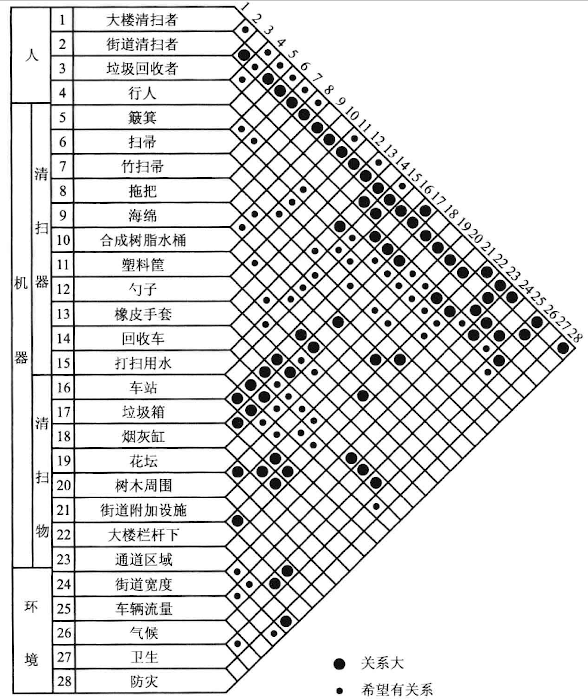 1 2 3 4 5 6 7 8 9 10 11 12 13 14 15 16 17 18 19 20 21 22 23 24 25 26 27 28
人
1 大楼清扫者
2 街道清扫者
3 垃圾回收者
4 行人
机器
清扫器
5 簸箕
6 扫帚
7 竹扫帚
8 拖把
9 海绵
10 合成树脂水桶
11 塑料筐
12 勺子
13 橡皮手套
14 回收车
15 打扫用水
清扫物
16 车站
17 垃圾箱
18 烟灰缸
19 花坛
20 树木周围
21 街道附加设施
22 大楼栏杆下
23 通道区域
环境
24 街道宽度
25 车辆流量
26 气候
27 卫生
28 防灾
关系大
希望有关系